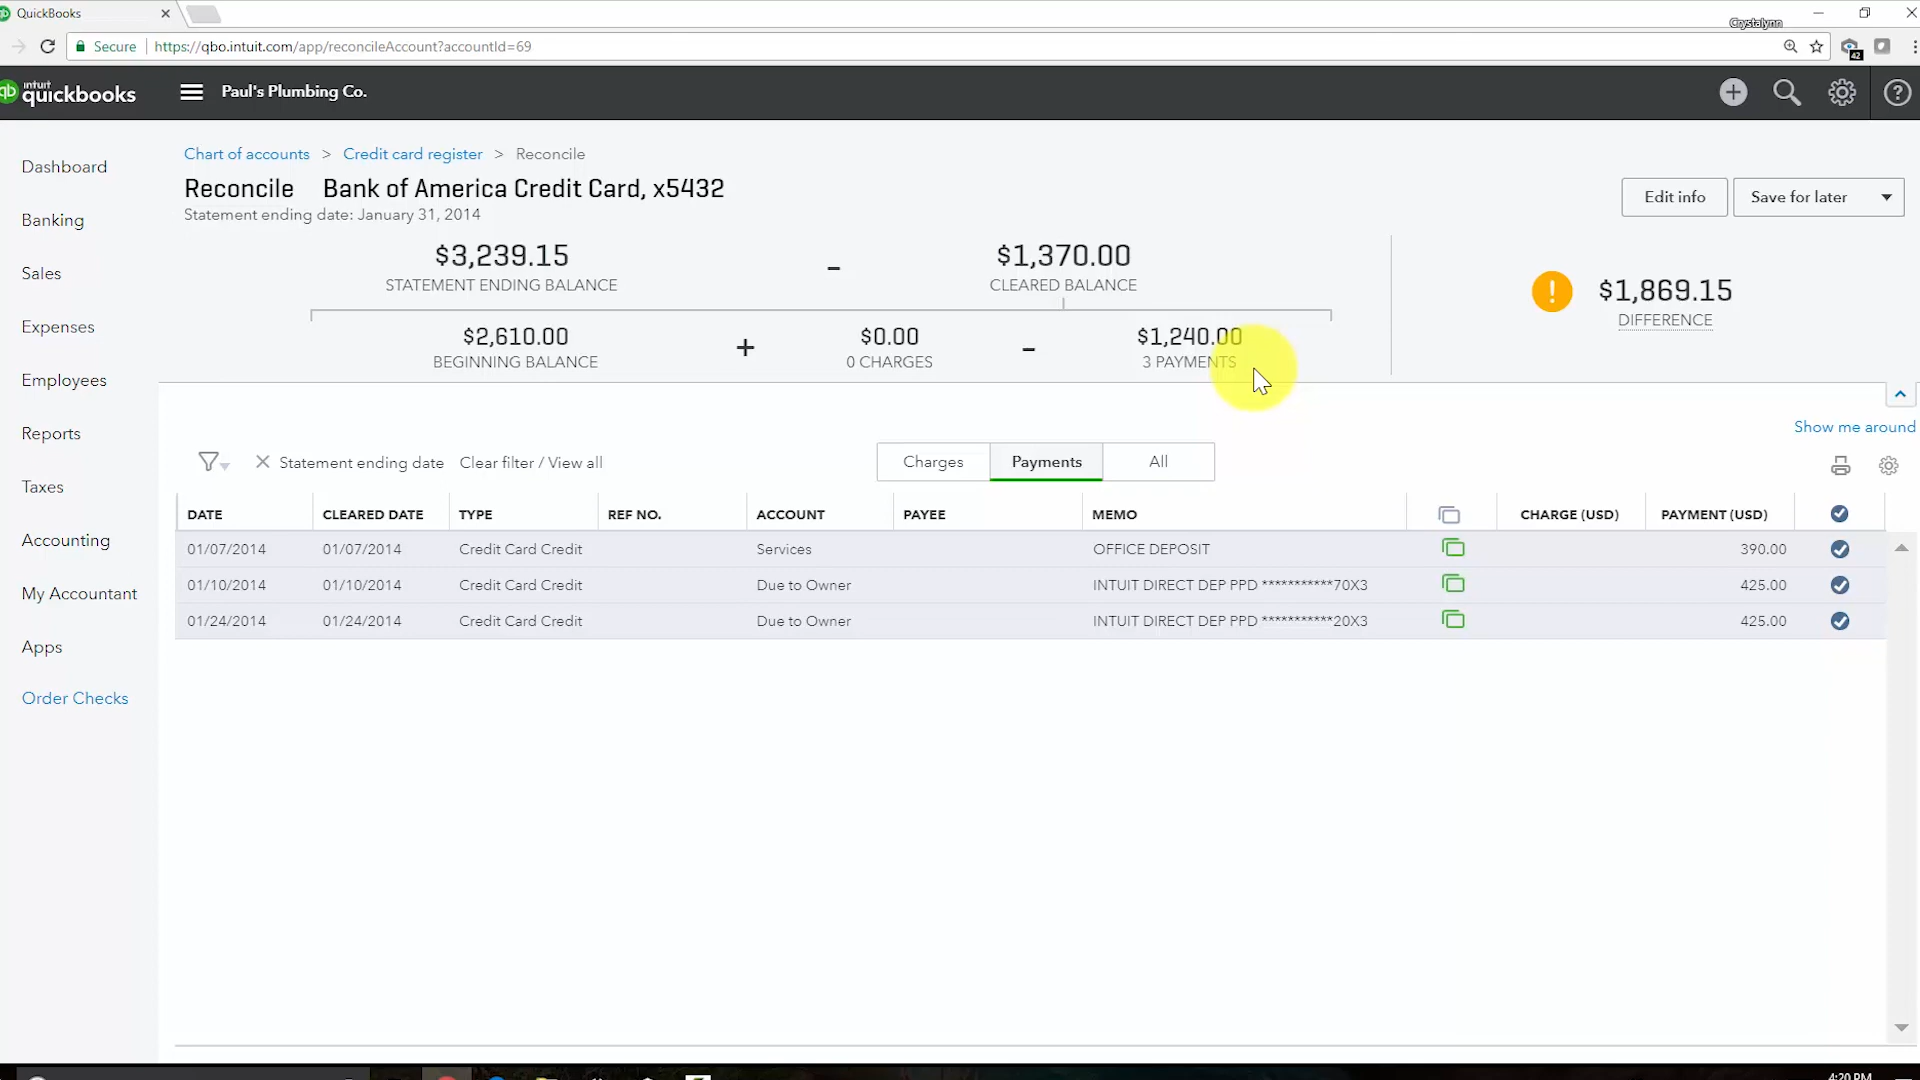 QuickBooks
Crystalynn
Secure https://qbo.intuit.com/app/reconcileAccount?accountId=69
42
qb intuit quickbooks
Paul's Plumbing Co.
Dashboard
Banking
Sales
Expenses
Employees
Reports
Taxes
Accounting
My Accountant
Apps
Order Checks
Chart of accounts > Credit card register > Reconcile
Reconcile Bank of America Credit Card, x5432
Statement ending date: January 31, 2014
Edit info
Save for later
$3,239.15 - $1,370.00
STATEMENT ENDING BALANCE CLEARED BALANCE
! $1,869.15
DIFFERENCE
$2,610.00 + $0.00 - $1,240.00
BEGINNING BALANCE 0 CHARGES 3 PAYMENTS
Show me around
Statement ending date Clear filter / View all
Charges Payments All
DATE CLEARED DATE TYPE REF NO. ACCOUNT PAYEE MEMO CHARGE (USD) PAYMENT (USD)
01/07/2014 01/07/2014 Credit Card Credit Services OFFICE DEPOSIT 390.00
01/10/2014 01/10/2014 Credit Card Credit Due to Owner INTUIT DIRECT DEP PPD ***********70X3 425.00
01/24/2014 01/24/2014 Credit Card Credit Due to Owner INTUIT DIRECT DEP PPD ***********20X3 425.00
4:20 PM